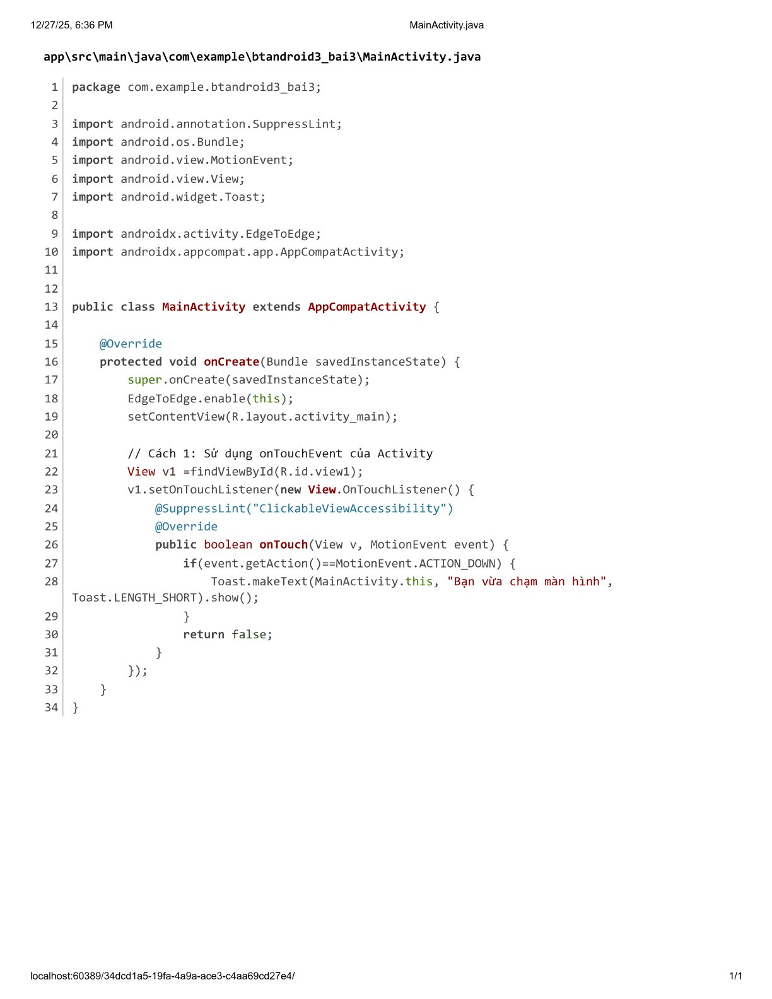 12/27/25, 6:36 PM MainActivity.java
app\src\main\java\com\example\btandroid3_bai3\MainActivity.java
1 package com.example.btandroid3_bai3;
2
3 import android.annotation.SuppressLint;
4 import android.os.Bundle;
5 import android.view.MotionEvent;
6 import android.view.View;
7 import android.widget.Toast;
8
9 import androidx.activity.EdgeToEdge;
10 import androidx.appcompat.app.AppCompatActivity;
11
12
13 public class MainActivity extends AppCompatActivity {
14
15     @Override
16     protected void onCreate(Bundle savedInstanceState) {
17         super.onCreate(savedInstanceState);
18         EdgeToEdge.enable(this);
19         setContentView(R.layout.activity_main);
20
21         // Cách 1: Sử dụng onTouchEvent của Activity
22         View v1 =findViewById(R.id.view1);
23         v1.setOnTouchListener(new View.OnTouchListener() {
24             @SuppressLint("ClickableViewAccessibility")
25             @Override
26             public boolean onTouch(View v, MotionEvent event) {
27                 if(event.getAction()==MotionEvent.ACTION_DOWN) {
28                     Toast.makeText(MainActivity.this, "Bạn vừa chạm màn hình",
Toast.LENGTH_SHORT).show();
29                 }
30                 return false;
31             }
32         });
33     }
34 }
localhost:60389/34dcd1a5-19fa-4a9a-ace3-c4aa69cd27e4/ 1/1